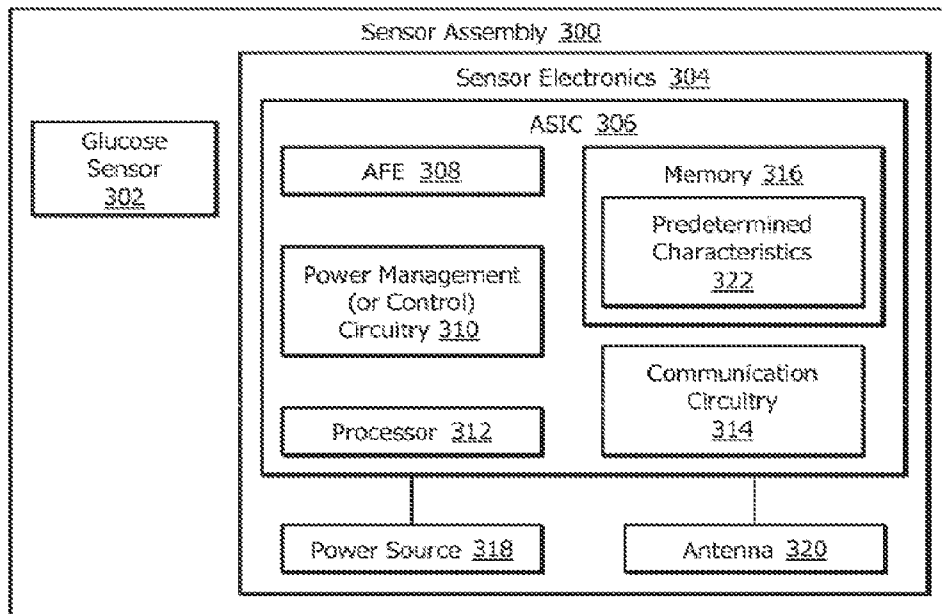 Sensor Assembly 300
Sensor Electronics 304
ASIC 306
Glucose
Sensor
302
AFE 308
Memory 316
Predetermined
Characteristics
322
Power Management
(or Control)
Circuitry 310
Communication
Circuitry
314
Processor 312
Power Source 318
Antenna 320